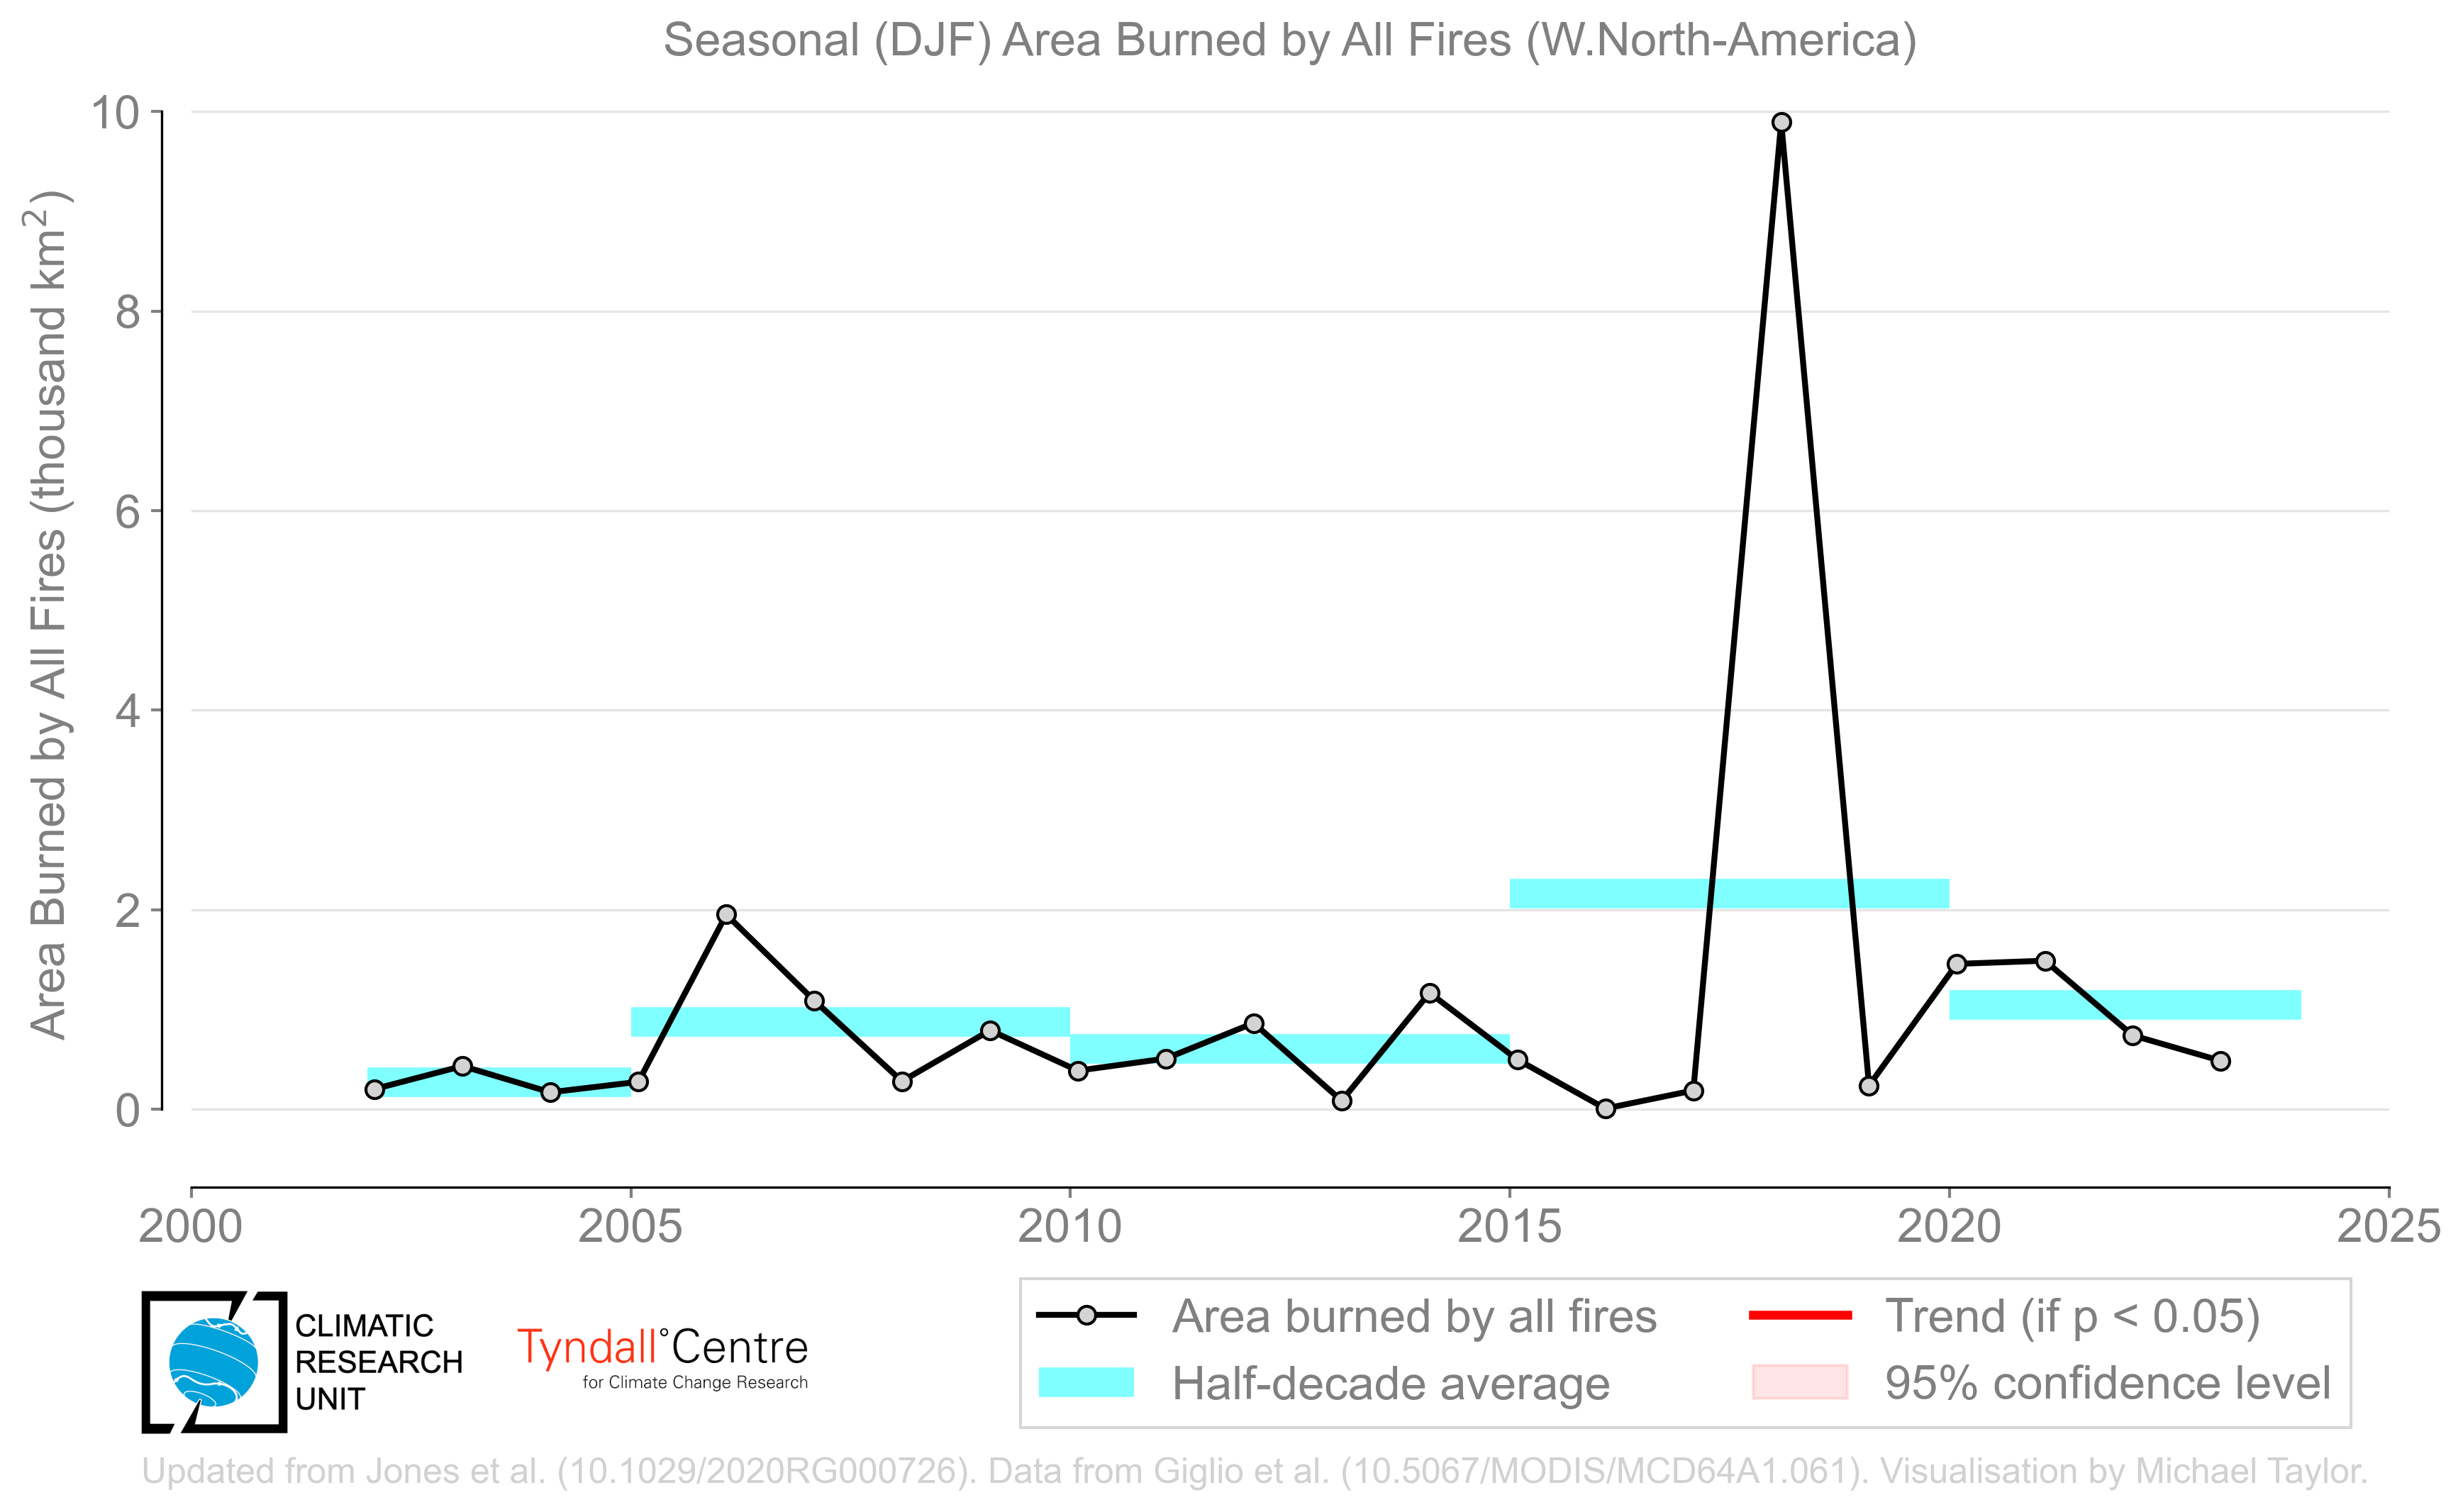 Seasonal (DJF) Area Burned by All Fires (W.North-America)
Area Burned by All Fires (thousand km²)
10
8
6
4
2
0
2000 2005 2010 2015 2020 2025
CLIMATIC
RESEARCH
UNIT
Tyndall°Centre
for Climate Change Research
Area burned by all fires
Half-decade average
Trend (if p < 0.05)
95% confidence level
Updated from Jones et al. (10.1029/2020RG000726). Data from Giglio et al. (10.5067/MODIS/MCD64A1.061). Visualisation by Michael Taylor.